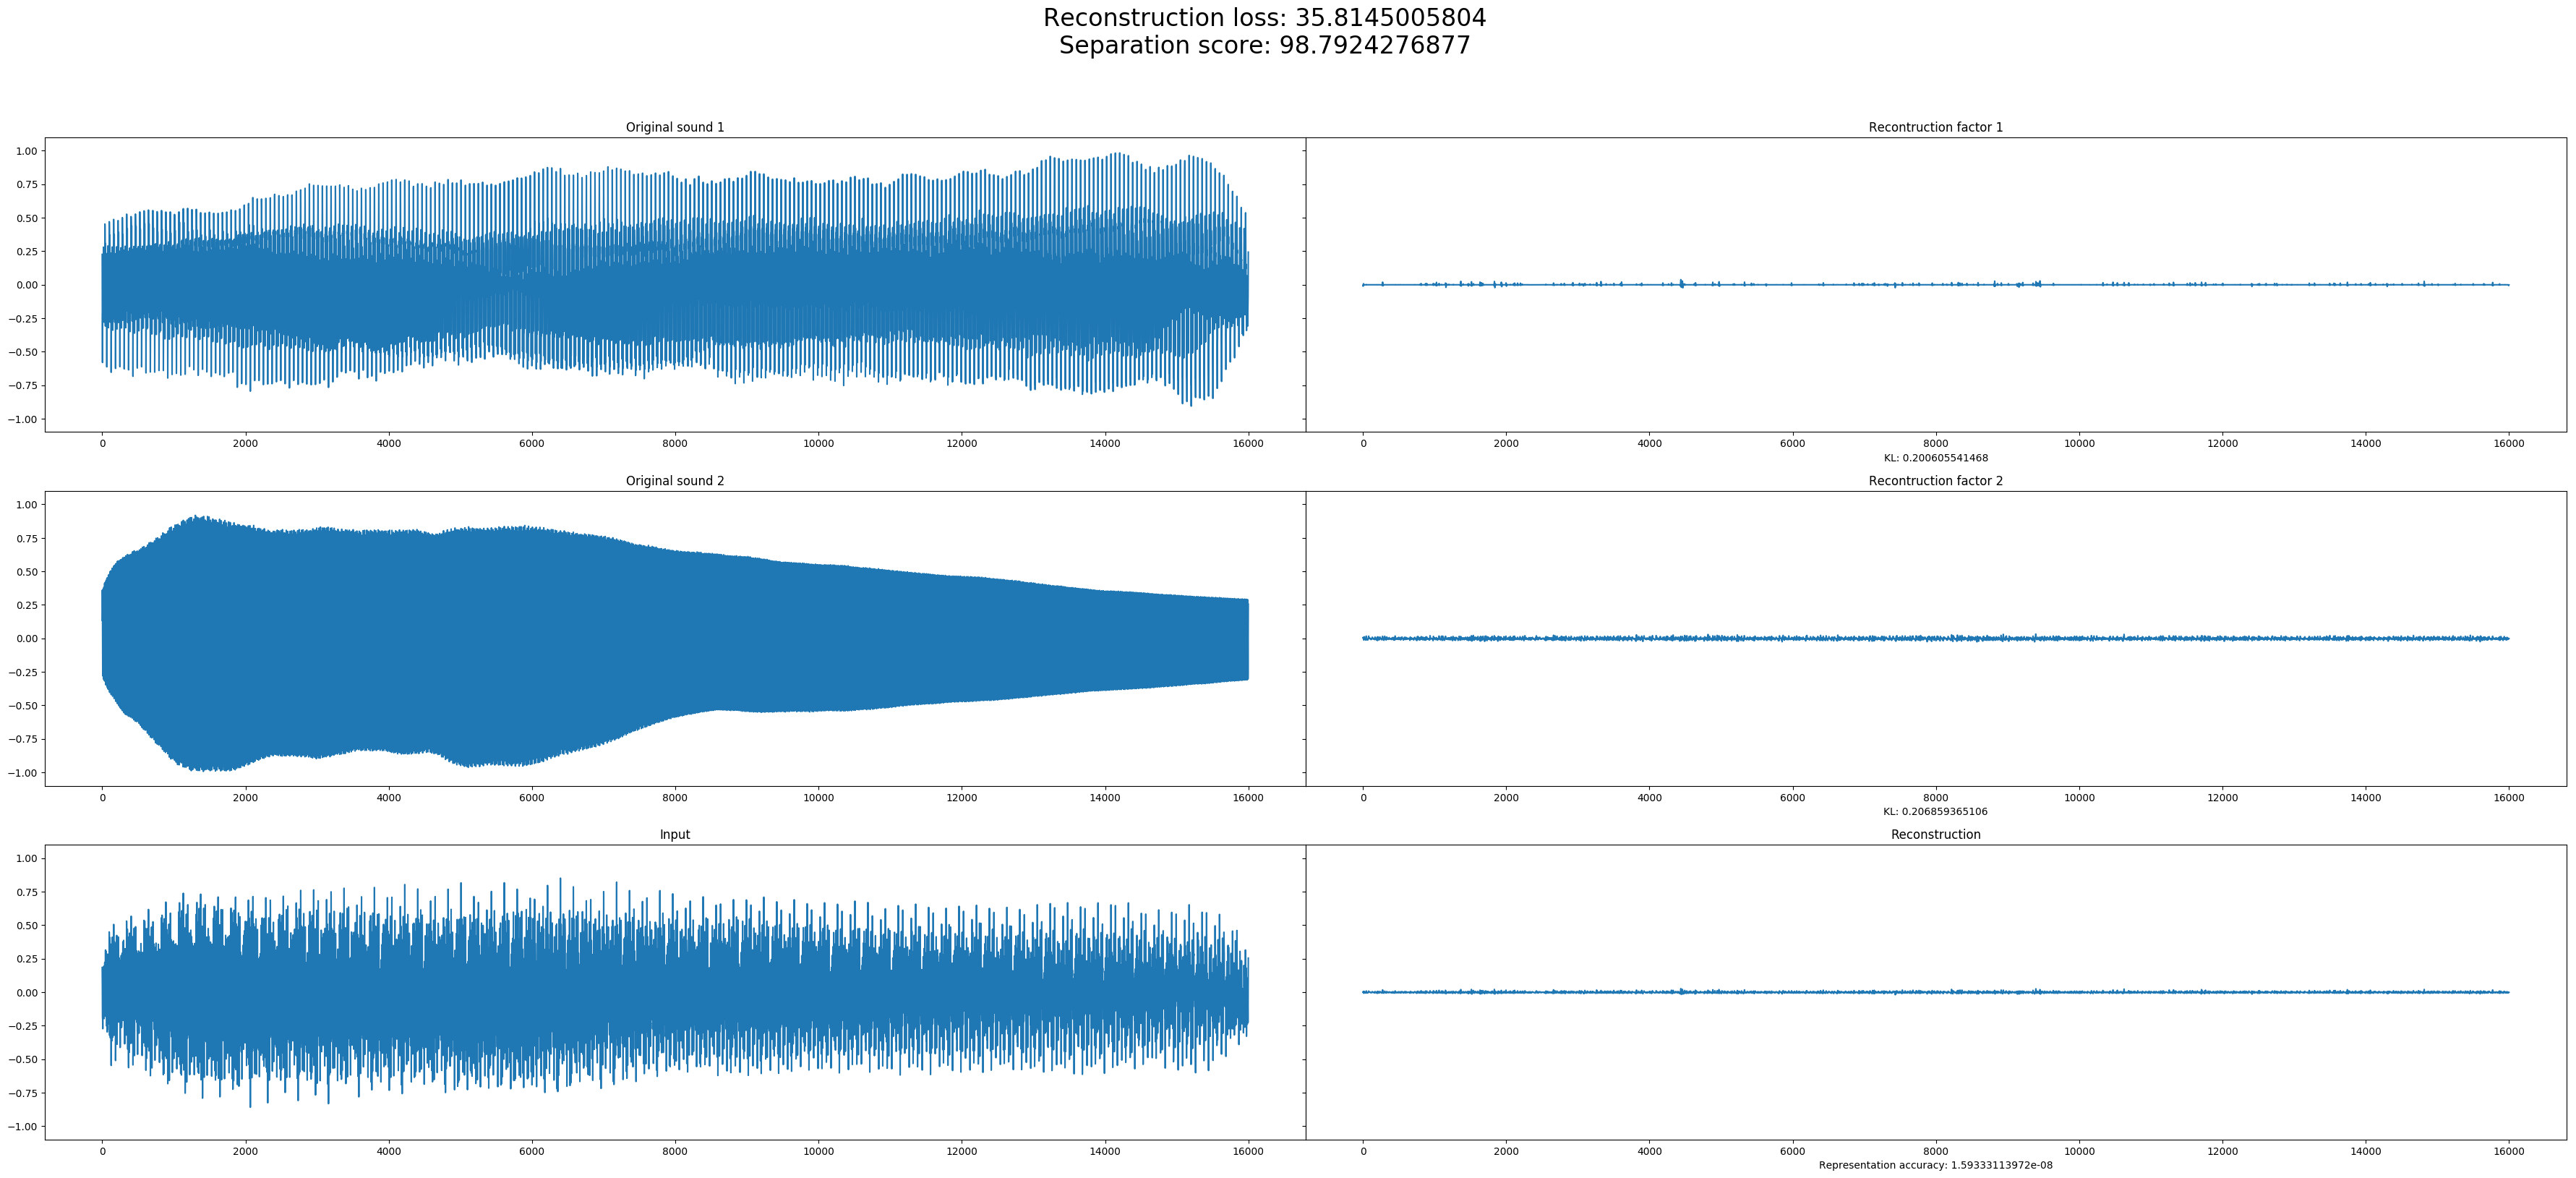 Reconstruction loss: 35.8145005804
Separation score: 98.7924276877
Original sound 1
Recontruction factor 1
1.00
0.75
0.50
0.25
0.00
−0.25
−0.50
−0.75
−1.00
0 2000 4000 6000 8000 10000 12000 14000 16000
0 2000 4000 6000 8000 10000 12000 14000 16000
KL: 0.200605541468
Original sound 2
Recontruction factor 2
1.00
0.75
0.50
0.25
0.00
−0.25
−0.50
−0.75
−1.00
0 2000 4000 6000 8000 10000 12000 14000 16000
0 2000 4000 6000 8000 10000 12000 14000 16000
KL: 0.206859365106
Input
Reconstruction
1.00
0.75
0.50
0.25
0.00
−0.25
−0.50
−0.75
−1.00
0 2000 4000 6000 8000 10000 12000 14000 16000
0 2000 4000 6000 8000 10000 12000 14000 16000
Representation accuracy: 1.59333113972e-08